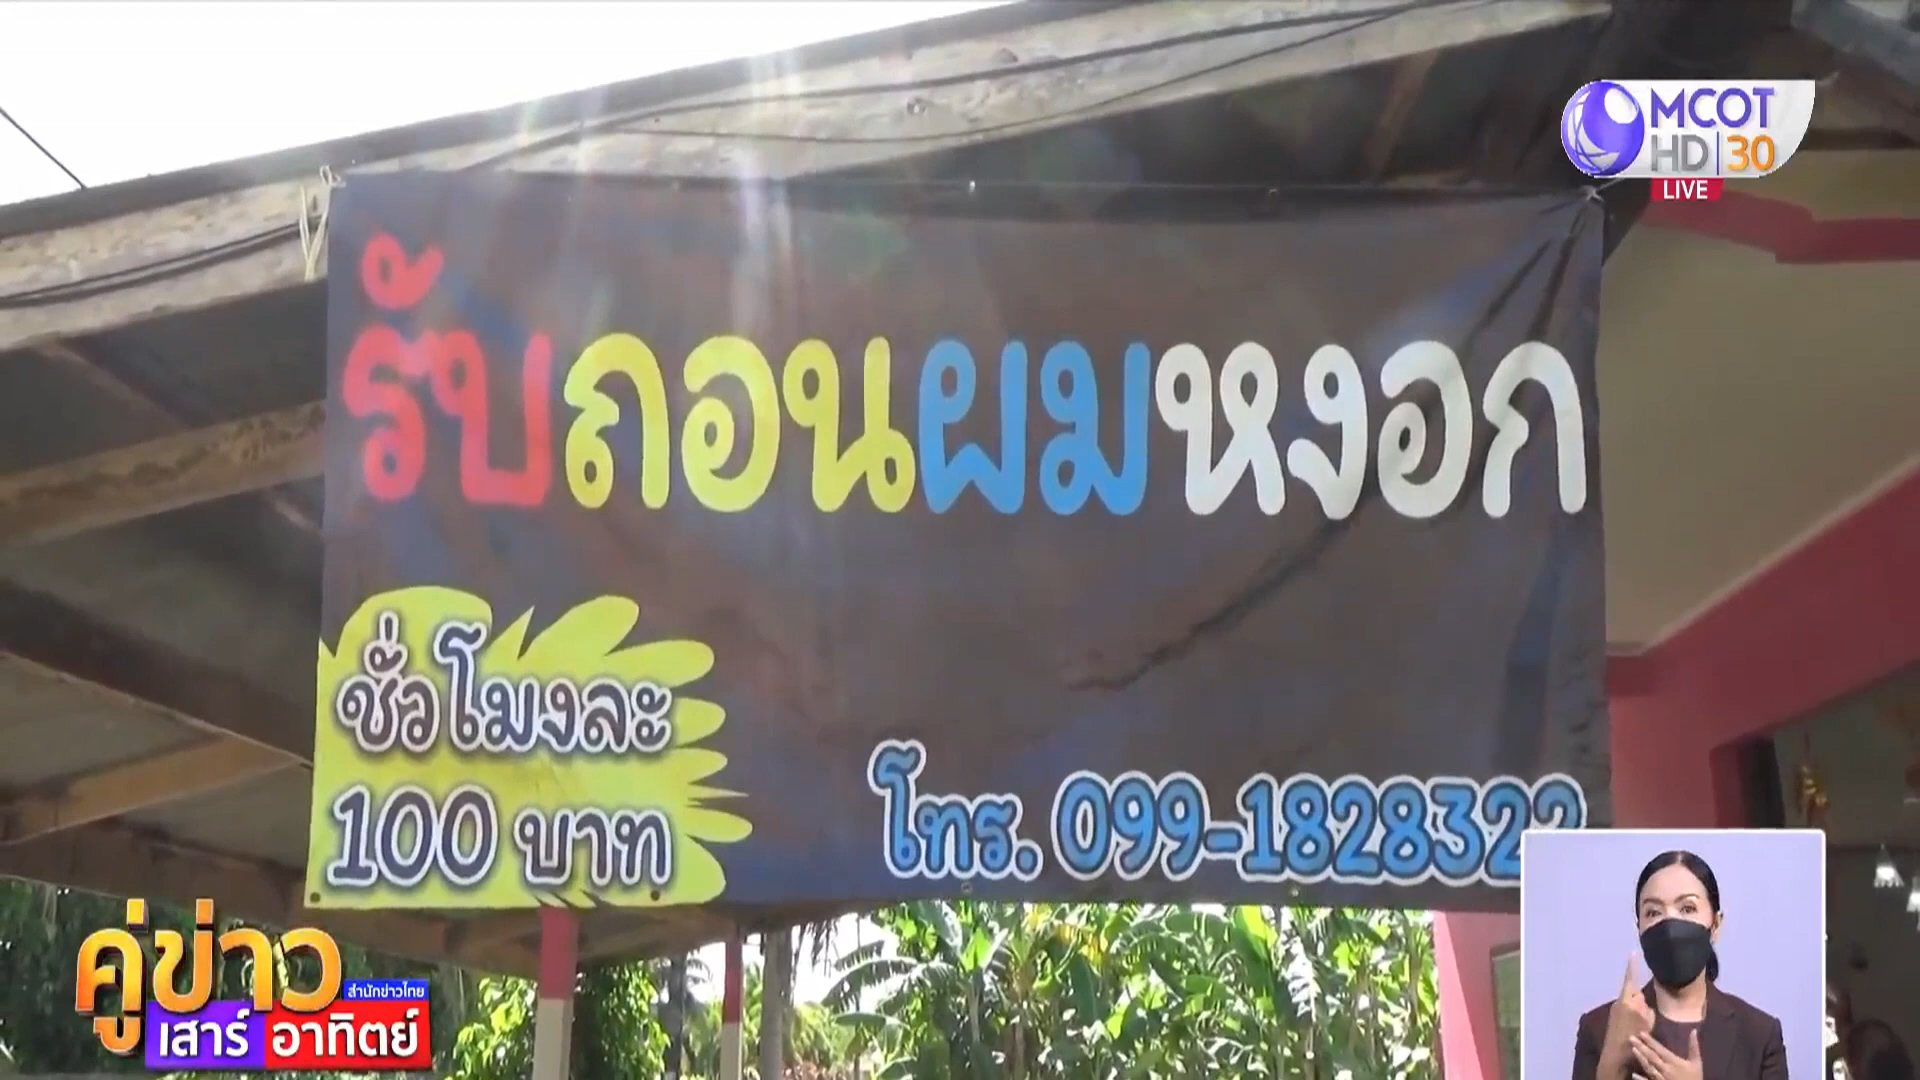 MCOT
HD 30
LIVE
รับถอนผมหงอก
ชั่วโมงละ
100 บาท
โทร. 099-1828322
คู่ข่าว
สำนักข่าวไทย
เสาร์ อาทิตย์